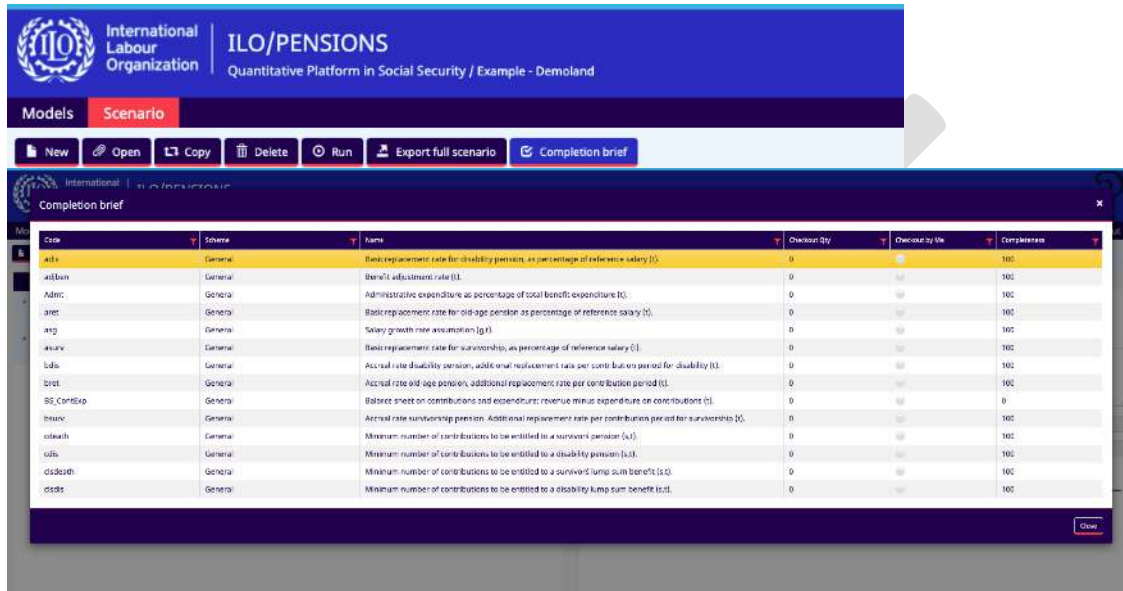 International
Labour
Organization
ILO/PENSIONS
Quantitative Platform in Social Security / Example - Demoland
Models Scenario
New Open Copy Delete Run Export full scenario Completion brief
International
Completion brief
Code Scheme Name Checkout Qty Checkout by Me Completeness
adis General Basic replacement rate for disability pension, as percentage of reference salary (t). 0 100
adjben General Benefit adjustment rate (t). 0 100
Adm General Administrative expenditure as percentage of total benefit expenditure (t). 0 100
aret General Basic replacement rate for old-age pension as percentage of reference salary (t). 0 100
asg General Salary growth rate assumption (g,t). 0 100
asurv General Basic replacement rate for survivorship, as percentage of reference salary (t). 0 100
bdis General Accrual rate disability pension, additional replacement rate per contribution period for disability (t). 0 100
bret General Accrual rate old-age pension, additional replacement rate per contribution period (t). 0 100
BS_ContExp General Balance sheet on contributions and expenditure; revenue minus expenditure on contributions (t). 0 0
bsurv General Accrual rate survivorship pension. Additional replacement rate per contribution period for survivorship (t). 0 100
cdeath General Minimum number of contributions to be entitled to a survivors pension (s,t). 0 100
cdis General Minimum number of contributions to be entitled to a disability pension (s,t). 0 100
clsdeath General Minimum number of contributions to be entitled to a survivors lump sum benefit (s,t). 0 100
clsdis General Minimum number of contributions to be entitled to a disability lump sum benefit (s,t). 0 100
Close